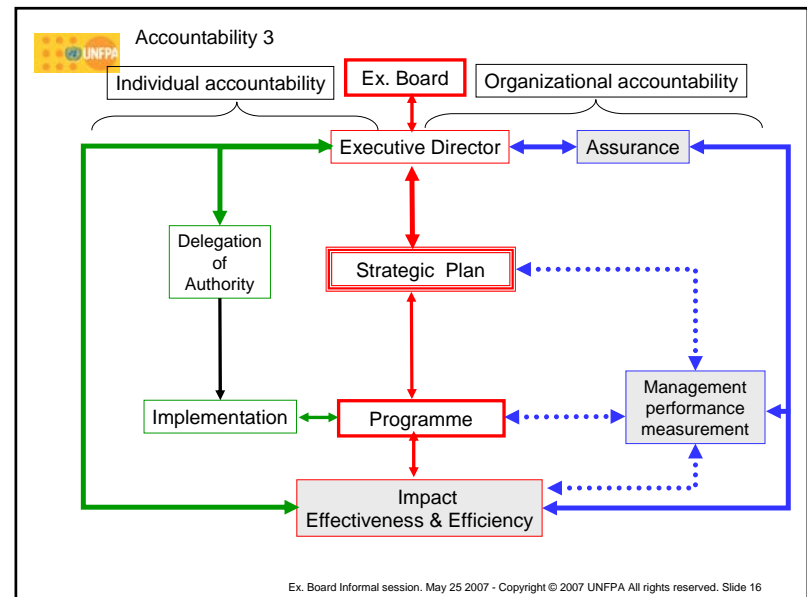 UNFPA
Accountability 3
Individual accountability
Ex. Board
Organizational accountability
Executive Director
Assurance
Delegation
of
Authority
Strategic Plan
Management
performance
measurement
Implementation
Programme
Impact
Effectiveness & Efficiency
Ex. Board Informal session. May 25 2007 - Copyright © 2007 UNFPA All rights reserved. Slide 16